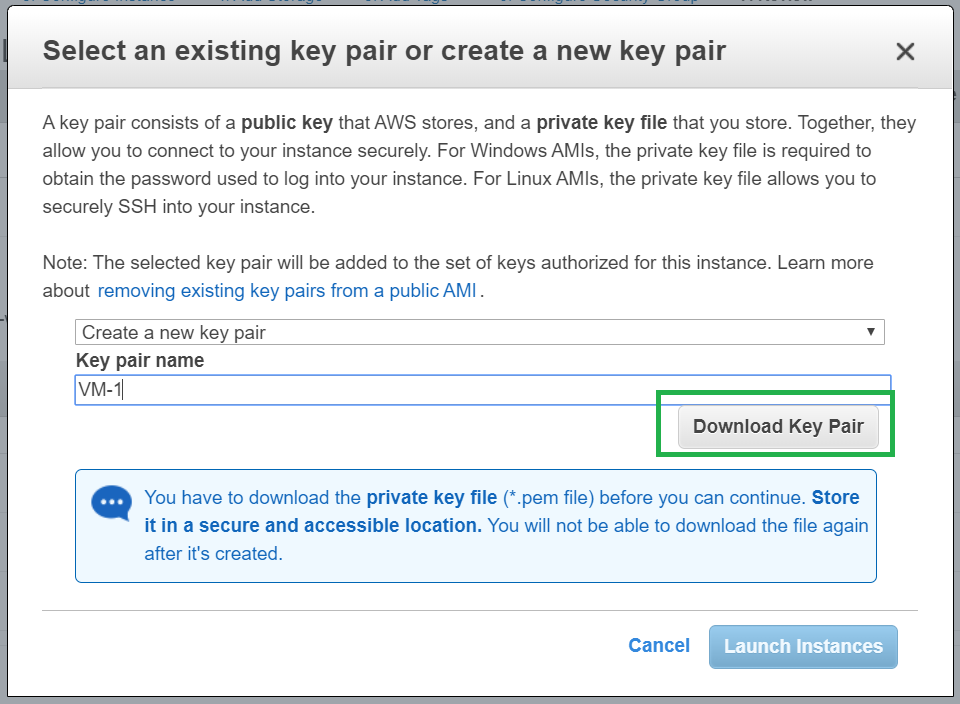 Select an existing key pair or create a new key pair
A key pair consists of a public key that AWS stores, and a private key file that you store. Together, they
allow you to connect to your instance securely. For Windows AMIs, the private key file is required to
obtain the password used to log into your instance. For Linux AMIs, the private key file allows you to
securely SSH into your instance.
Note: The selected key pair will be added to the set of keys authorized for this instance. Learn more
about removing existing key pairs from a public AMI .
Create a new key pair
Key pair name
VM-1
Download Key Pair
You have to download the private key file (*.pem file) before you can continue. Store
it in a secure and accessible location. You will not be able to download the file again
after it's created.
Cancel
Launch Instances